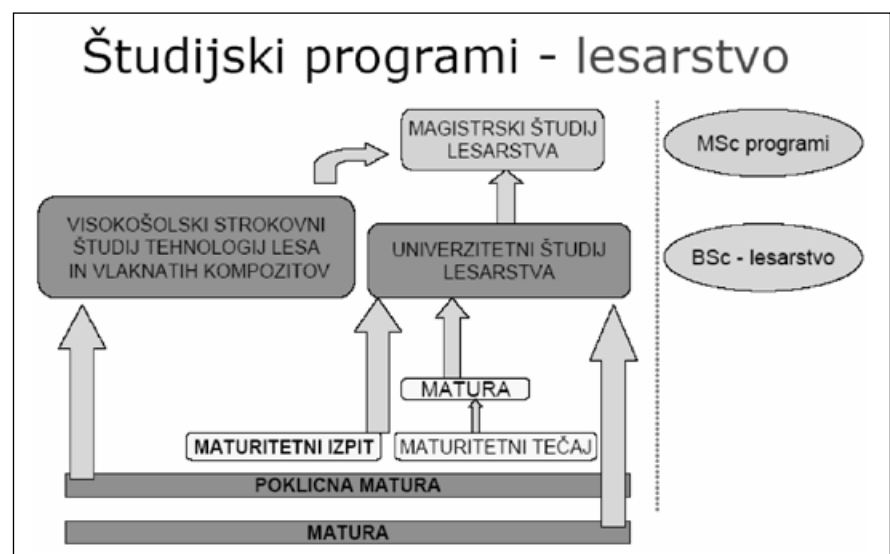 Študijski programi - lesarstvo
MAGISTRSKI ŠTUDIJ
LESARSTVA
MSc programi
VISOKOŠOLSKI STROKOVNI
ŠTUDIJ TEHNOLOGIJ LESA
IN VLAKNATIH KOMPOZITOV
UNIVERZITETNI ŠTUDIJ
LESARSTVA
BSc - lesarstvo
MATURA
MATURITETNI IZPIT
MATURITETNI TEČAJ
POKLICNA MATURA
MATURA